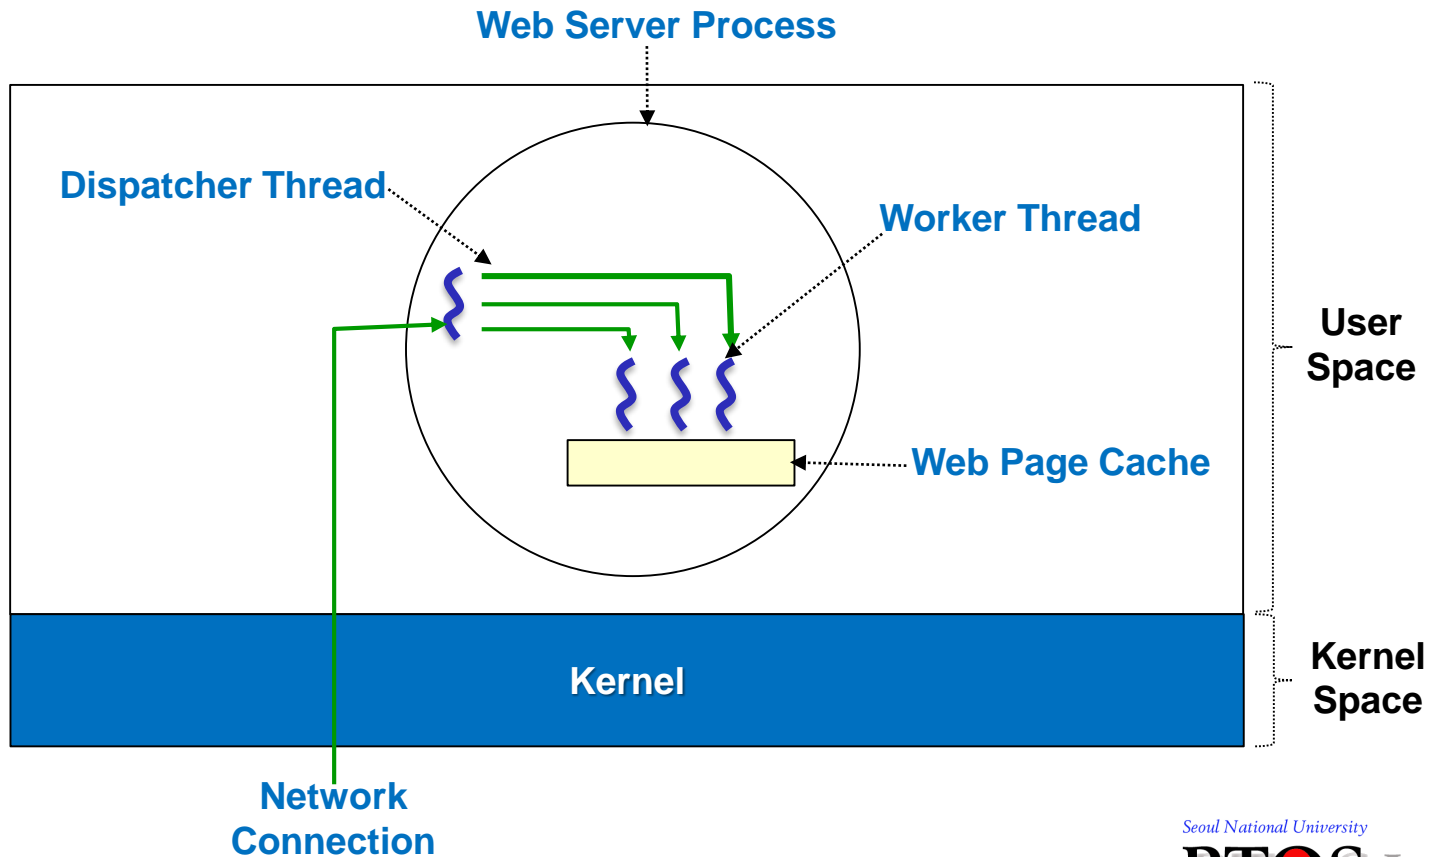 Web Server Process
Dispatcher Thread
Worker Thread
User
Space
Web Page Cache
Kernel
Kernel
Space
Network
Connection
Seoul National University